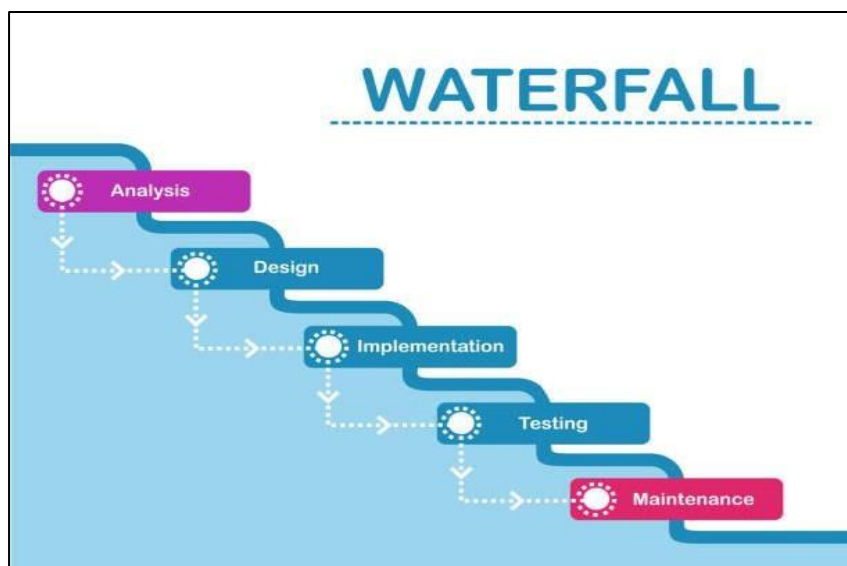 WATERFALL
Analysis
Design
Implementation
Testing
Maintenance